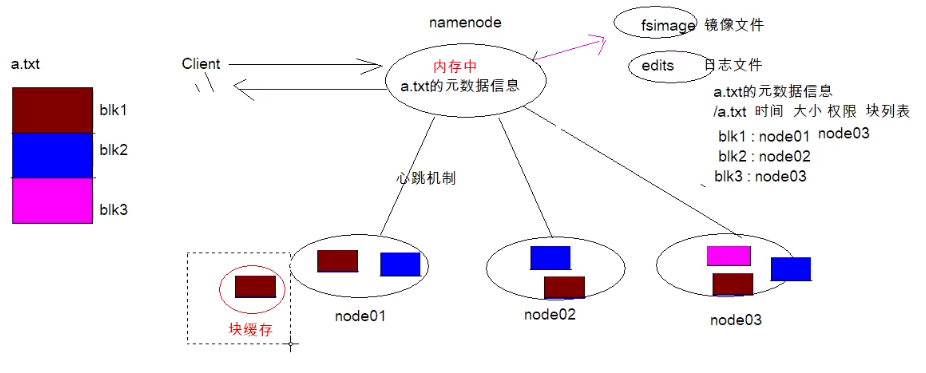 namenode
fsimage 镜像文件
a.txt
Client
内存中
a.txt的元数据信息
edits 日志文件
a.txt的元数据信息
/a.txt 时间 大小 权限 块列表
blk1
blk1 : node01 node03
blk2
blk2 : node02
blk3 : node03
心跳机制
blk3
块缓存
node01
node02
node03